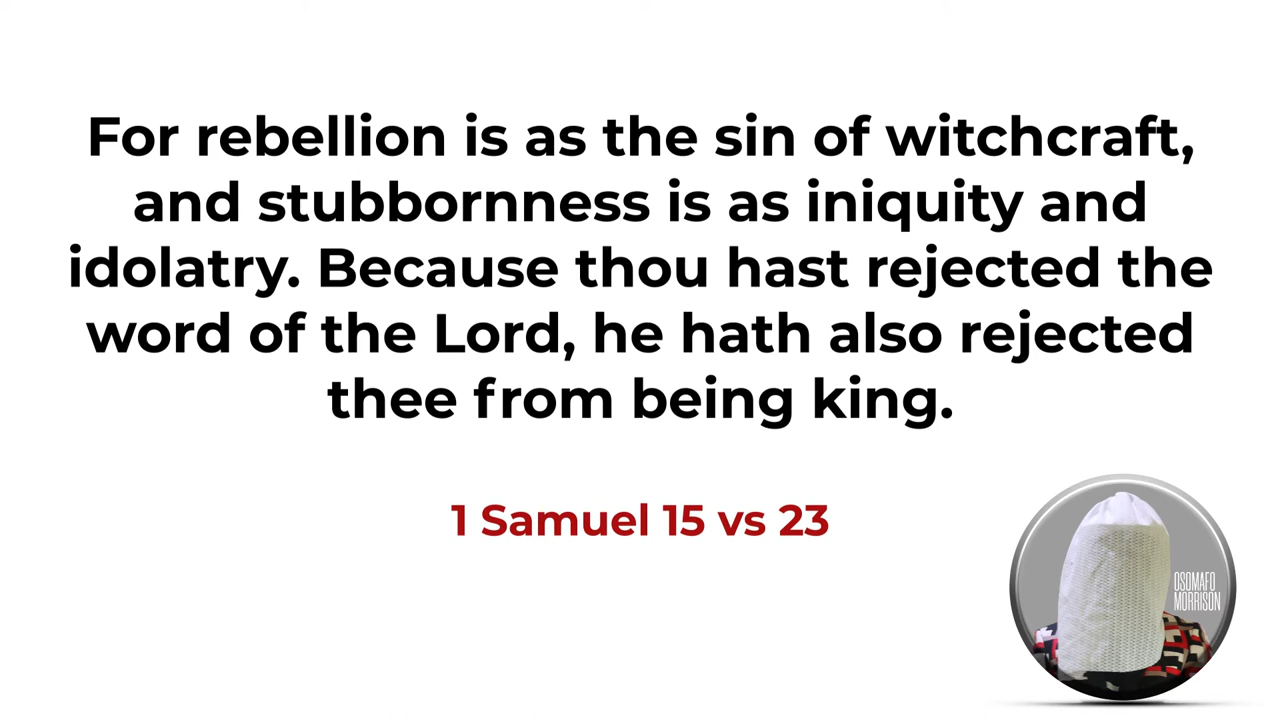 For rebellion is as the sin of witchcraft,
and stubbornness is as iniquity and
idolatry. Because thou hast rejected the
word of the Lord, he hath also rejected
thee from being king.
1 Samuel 15 vs 23
OSOMAFO
MORRISON